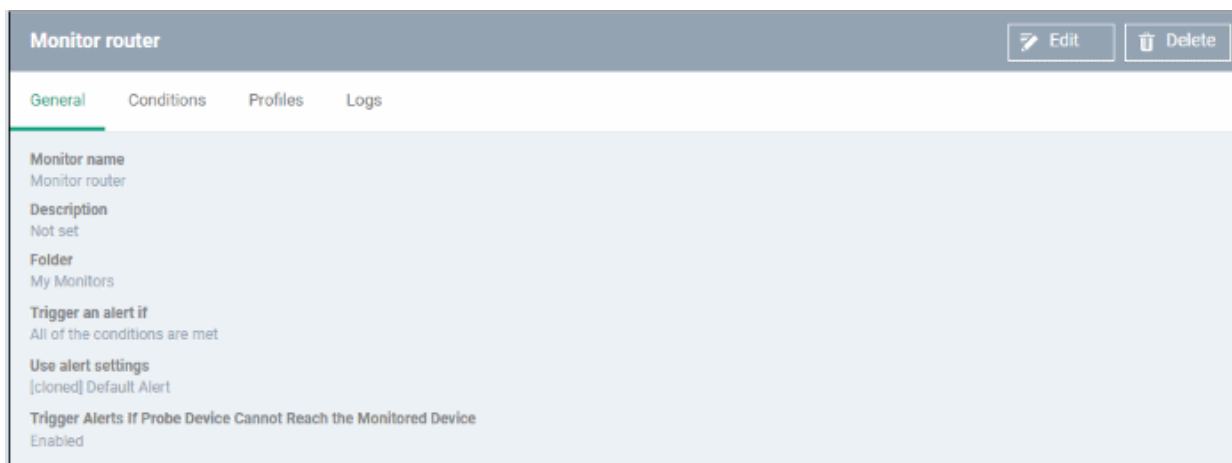 Monitor router
Edit
Delete
General Conditions Profiles Logs
Monitor name
Monitor router
Description
Not set
Folder
My Monitors
Trigger an alert if
All of the conditions are met
Use alert settings
[cloned] Default Alert
Trigger Alerts If Probe Device Cannot Reach the Monitored Device
Enabled